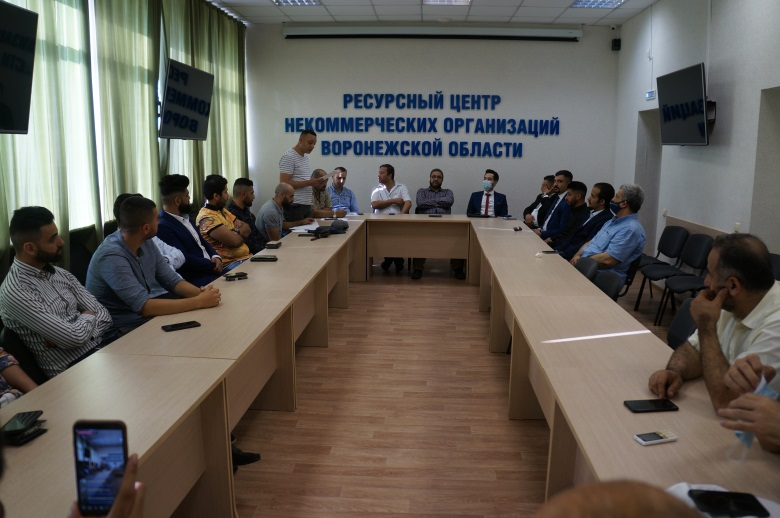 РЕСУРСНЫЙ ЦЕНТР
НЕКОММЕРЧЕСКИХ ОРГАНИЗАЦИЙ
ВОРОНЕЖСКОЙ ОБЛАСТИ